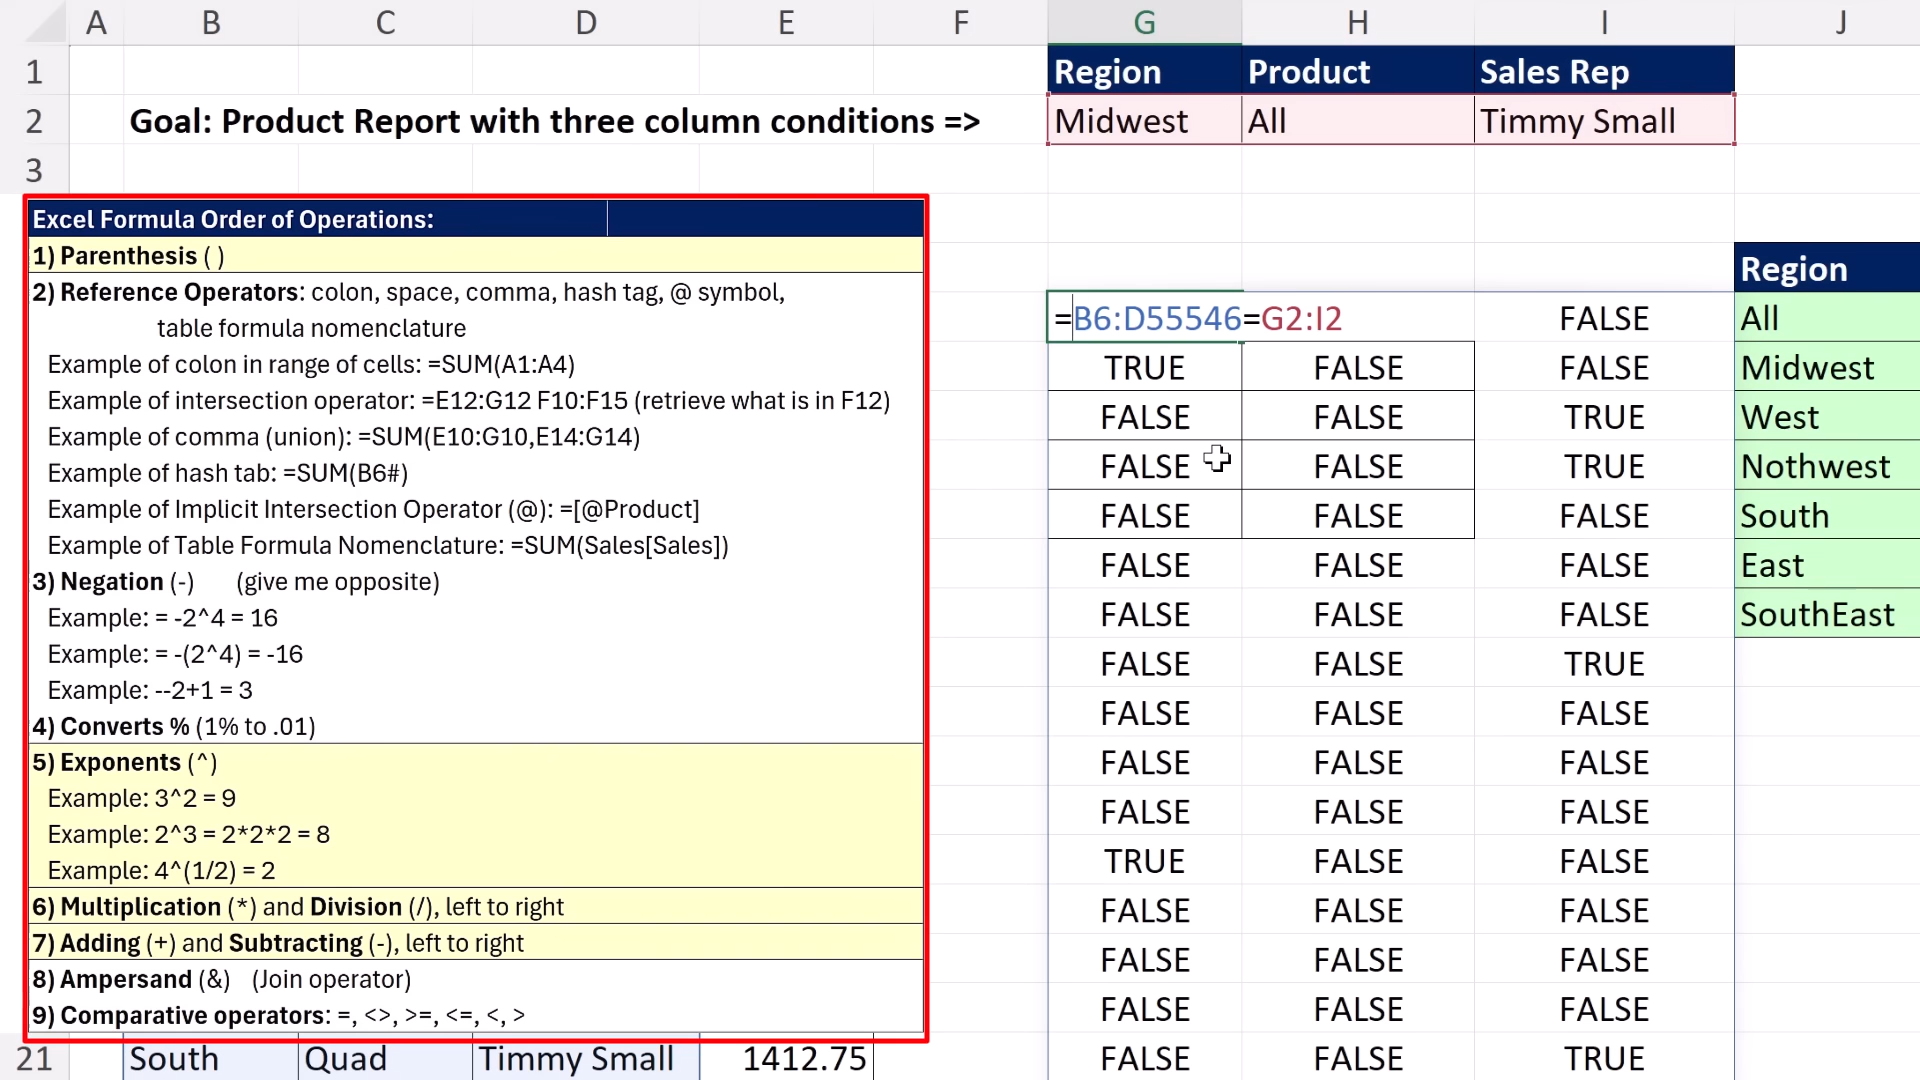 A B C D E F G H I J
1 Region Product Sales Rep
2 Goal: Product Report with three column conditions => Midwest All Timmy Small
3
Excel Formula Order of Operations:
1) Parenthesis ( )
2) Reference Operators: colon, space, comma, hash tag, @ symbol,
table formula nomenclature
Example of colon in range of cells: =SUM(A1:A4)
Example of intersection operator: =E12:G12 F10:F15 (retrieve what is in F12)
Example of comma (union): =SUM(E10:G10,E14:G14)
Example of hash tab: =SUM(B6#)
Example of Implicit Intersection Operator (@): =[@Product]
Example of Table Formula Nomenclature: =SUM(Sales[Sales])
3) Negation (-) (give me opposite)
Example: = -2^4 = 16
Example: = -(2^4) = -16
Example: --2+1 = 3
4) Converts % (1% to .01)
5) Exponents (^)
Example: 3^2 = 9
Example: 2^3 = 2*2*2 = 8
Example: 4^(1/2) = 2
6) Multiplication (*) and Division (/), left to right
7) Adding (+) and Subtracting (-), left to right
8) Ampersand (&) (Join operator)
9) Comparative operators: =, <>, >=, <=, <, >
Region
=B6:D55546=G2:I2 FALSE All
TRUE FALSE FALSE Midwest
FALSE FALSE TRUE West
FALSE FALSE TRUE Nothwest
FALSE FALSE FALSE South
FALSE FALSE FALSE East
FALSE FALSE FALSE SouthEast
FALSE FALSE TRUE
FALSE FALSE FALSE
FALSE FALSE FALSE
FALSE FALSE FALSE
TRUE FALSE FALSE
FALSE FALSE FALSE
FALSE FALSE FALSE
FALSE FALSE FALSE
21 South Quad Timmy Small 1412.75 FALSE FALSE TRUE